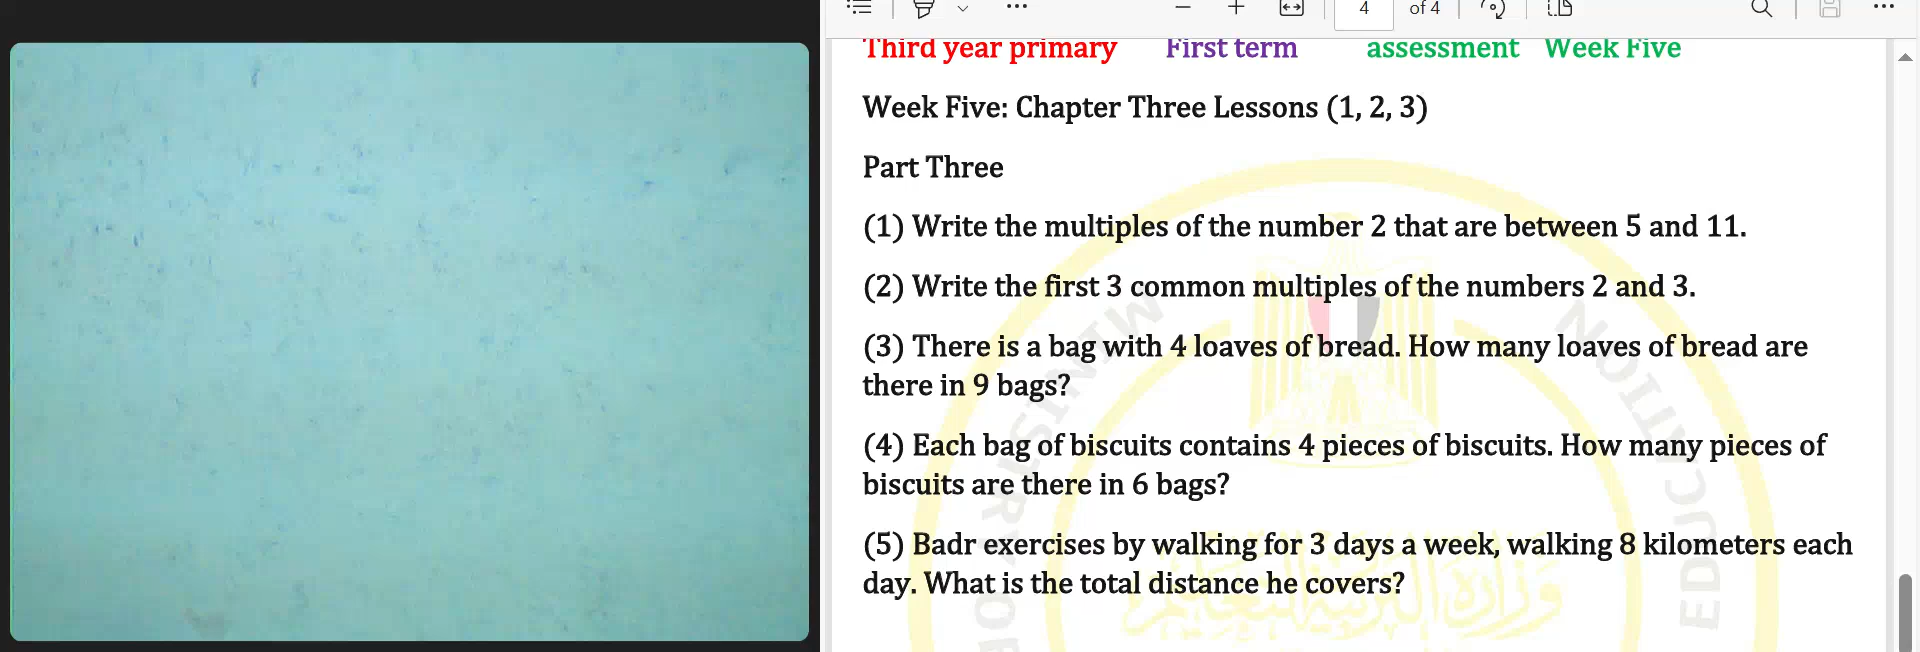 4 of 4
Third year primary First term assessment Week Five
Week Five: Chapter Three Lessons (1, 2, 3)
Part Three
(1) Write the multiples of the number 2 that are between 5 and 11.
(2) Write the first 3 common multiples of the numbers 2 and 3.
(3) There is a bag with 4 loaves of bread. How many loaves of bread are
there in 9 bags?
(4) Each bag of biscuits contains 4 pieces of biscuits. How many pieces of
biscuits are there in 6 bags?
(5) Badr exercises by walking for 3 days a week, walking 8 kilometers each
day. What is the total distance he covers?